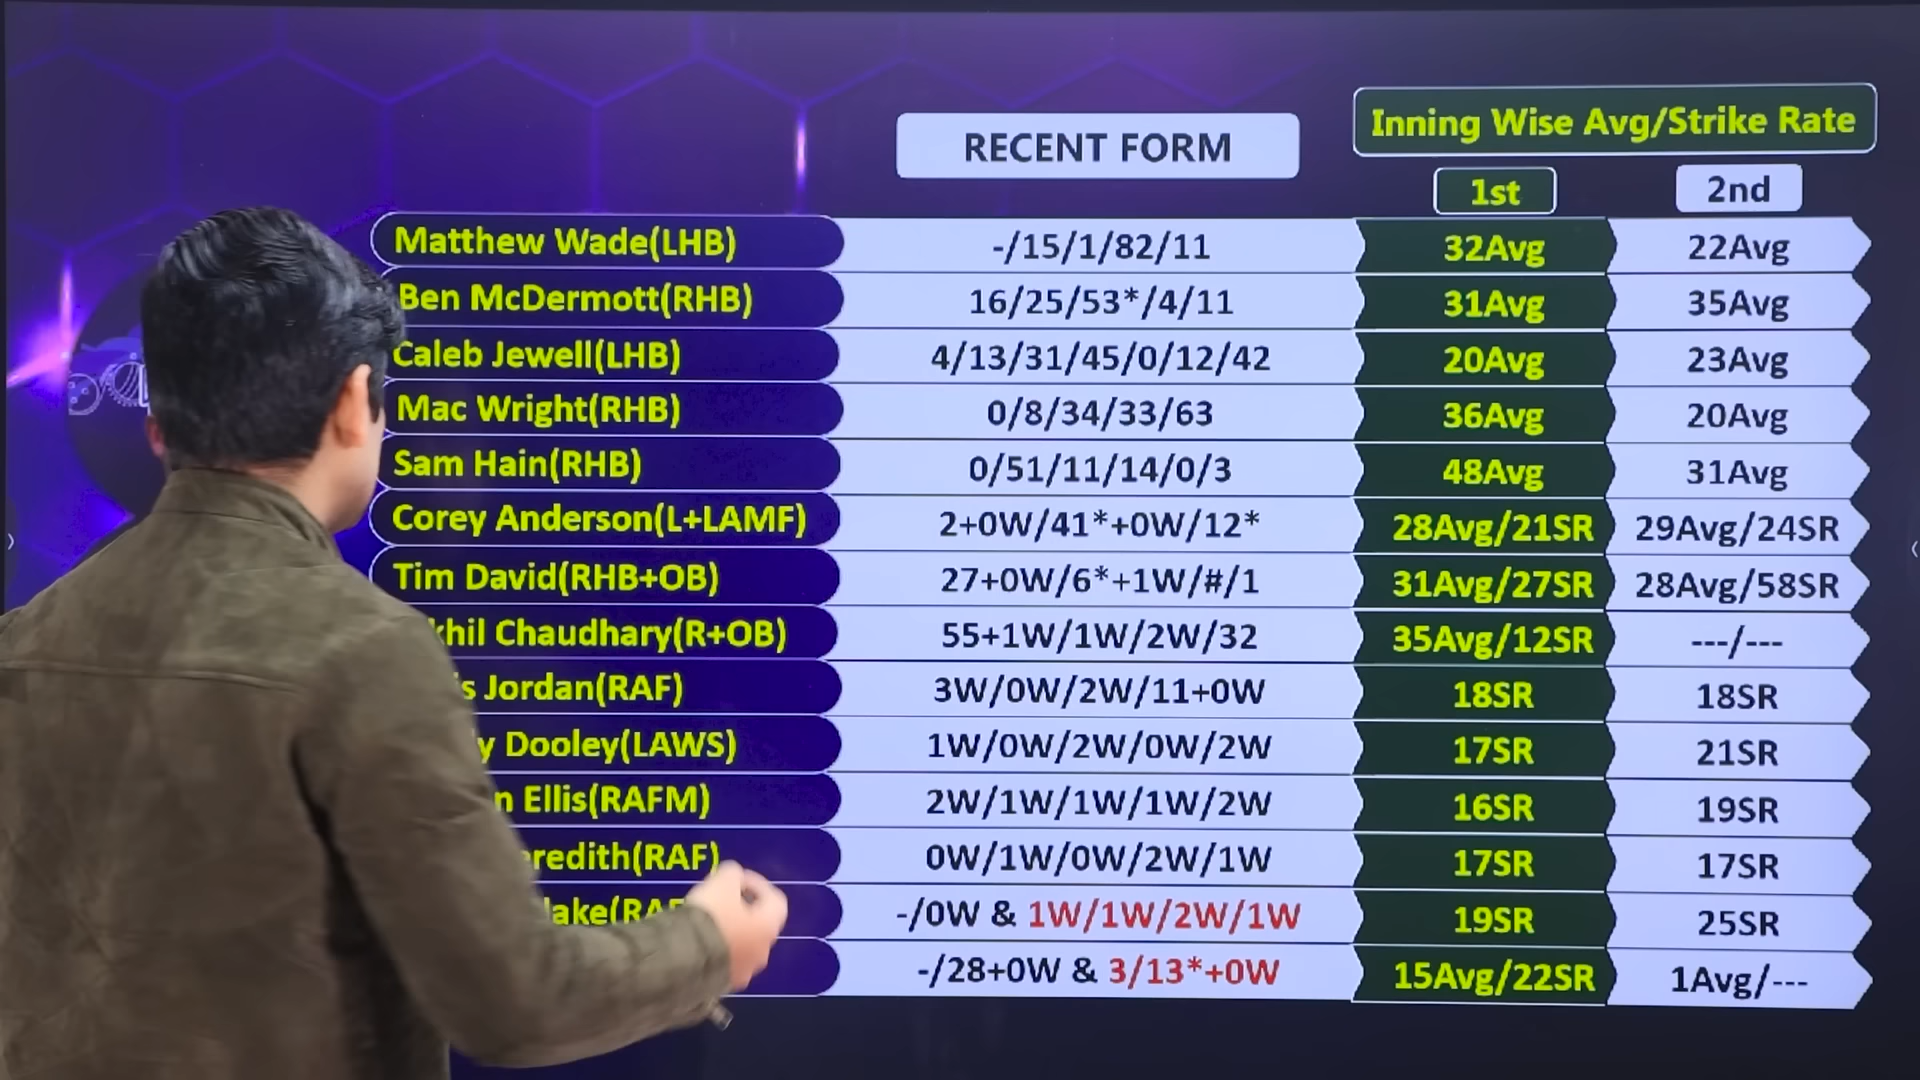 Inning Wise Avg/Strike Rate
RECENT FORM
1st 2nd
Matthew Wade(LHB) -/15/1/82/11 32Avg 22Avg
Ben McDermott(RHB) 16/25/53*/4/11 31Avg 35Avg
Caleb Jewell(LHB) 4/13/31/45/0/12/42 20Avg 23Avg
Mac Wright(RHB) 0/8/34/33/63 36Avg 20Avg
Sam Hain(RHB) 0/51/11/14/0/3 48Avg 31Avg
Corey Anderson(L+LAMF) 2+0W/41*+0W/12* 28Avg/21SR 29Avg/24SR
Tim David(RHB+OB) 27+0W/6*+1W/#/1 31Avg/27SR 28Avg/58SR
khil Chaudhary(R+OB) 55+1W/1W/2W/32 35Avg/12SR ---/---
s Jordan(RAF) 3W/0W/2W/11+0W 18SR 18SR
y Dooley(LAWS) 1W/0W/2W/0W/2W 17SR 21SR
n Ellis(RAFM) 2W/1W/1W/1W/2W 16SR 19SR
redith(RAF) 0W/1W/0W/2W/1W 17SR 17SR
-/0W & 1W/1W/2W/1W 19SR 25SR
-/28+0W & 3/13*+0W 15Avg/22SR 1Avg/---